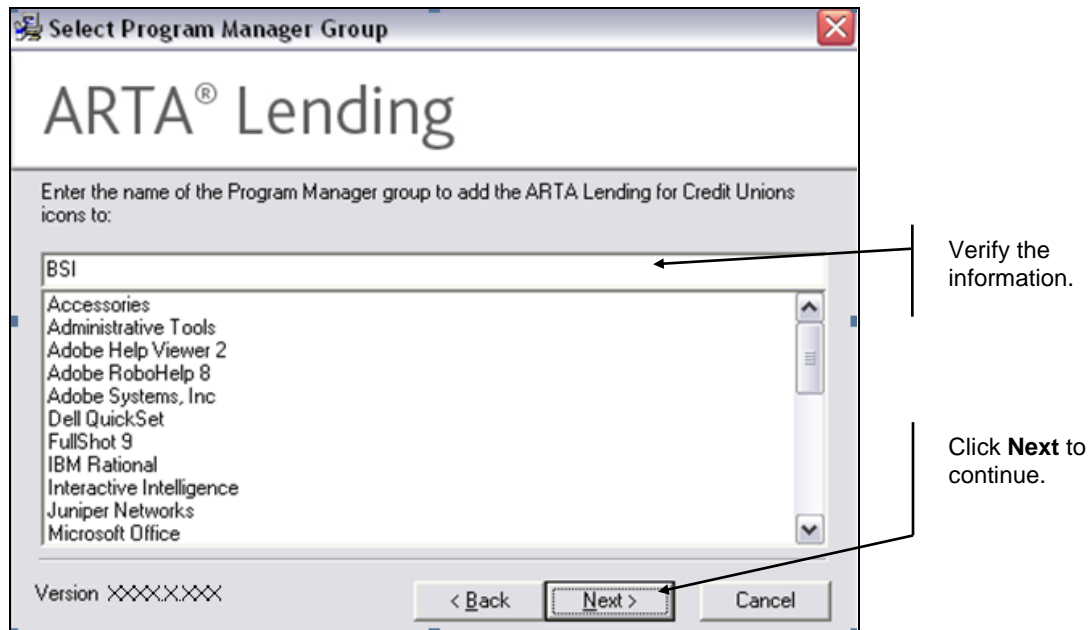 Select Program Manager Group
ARTA® Lending
Enter the name of the Program Manager group to add the ARTA Lending for Credit Unions
icons to:
BSI
Accessories
Administrative Tools
Adobe Help Viewer 2
Adobe RoboHelp 8
Adobe Systems, Inc
Dell QuickSet
FullShot 9
IBM Rational
Interactive Intelligence
Juniper Networks
Microsoft Office
Version XXXX.X.XXX
< Back
Next >
Cancel
Verify the
information.
Click Next to
continue.